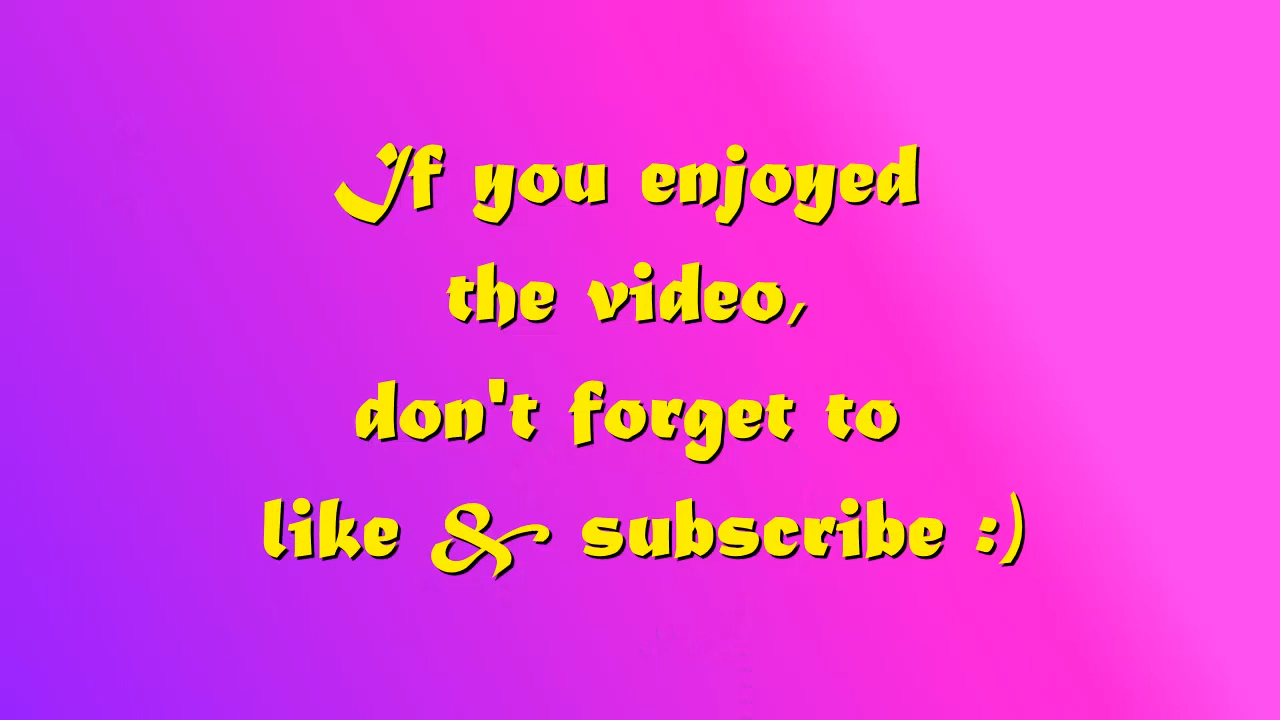 If you enjoyed
the video,
don't forget to
like & subscribe :)